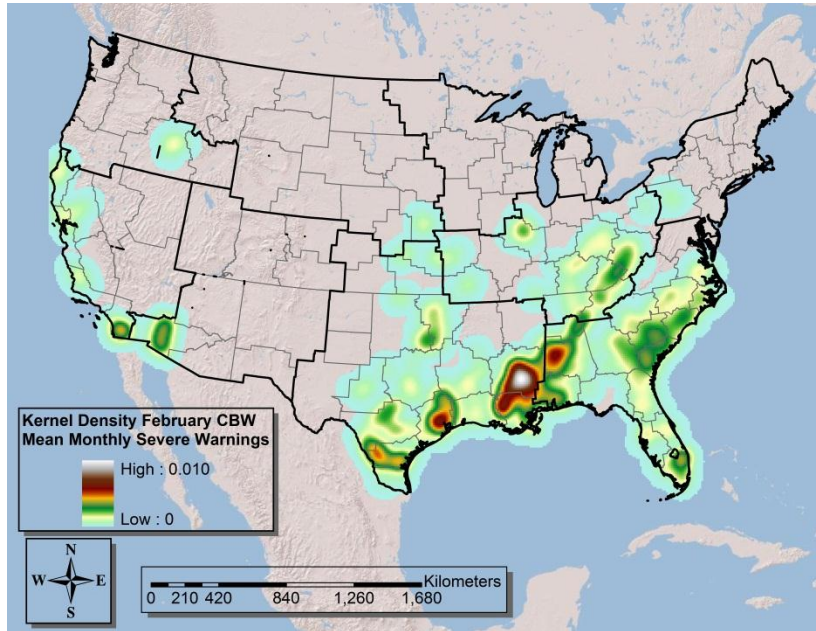 Kernel Density February CBW
Mean Monthly Severe Warnings
High : 0.010
Low : 0
N
W E
S
Kilometers
0 210 420 840 1,260 1,680